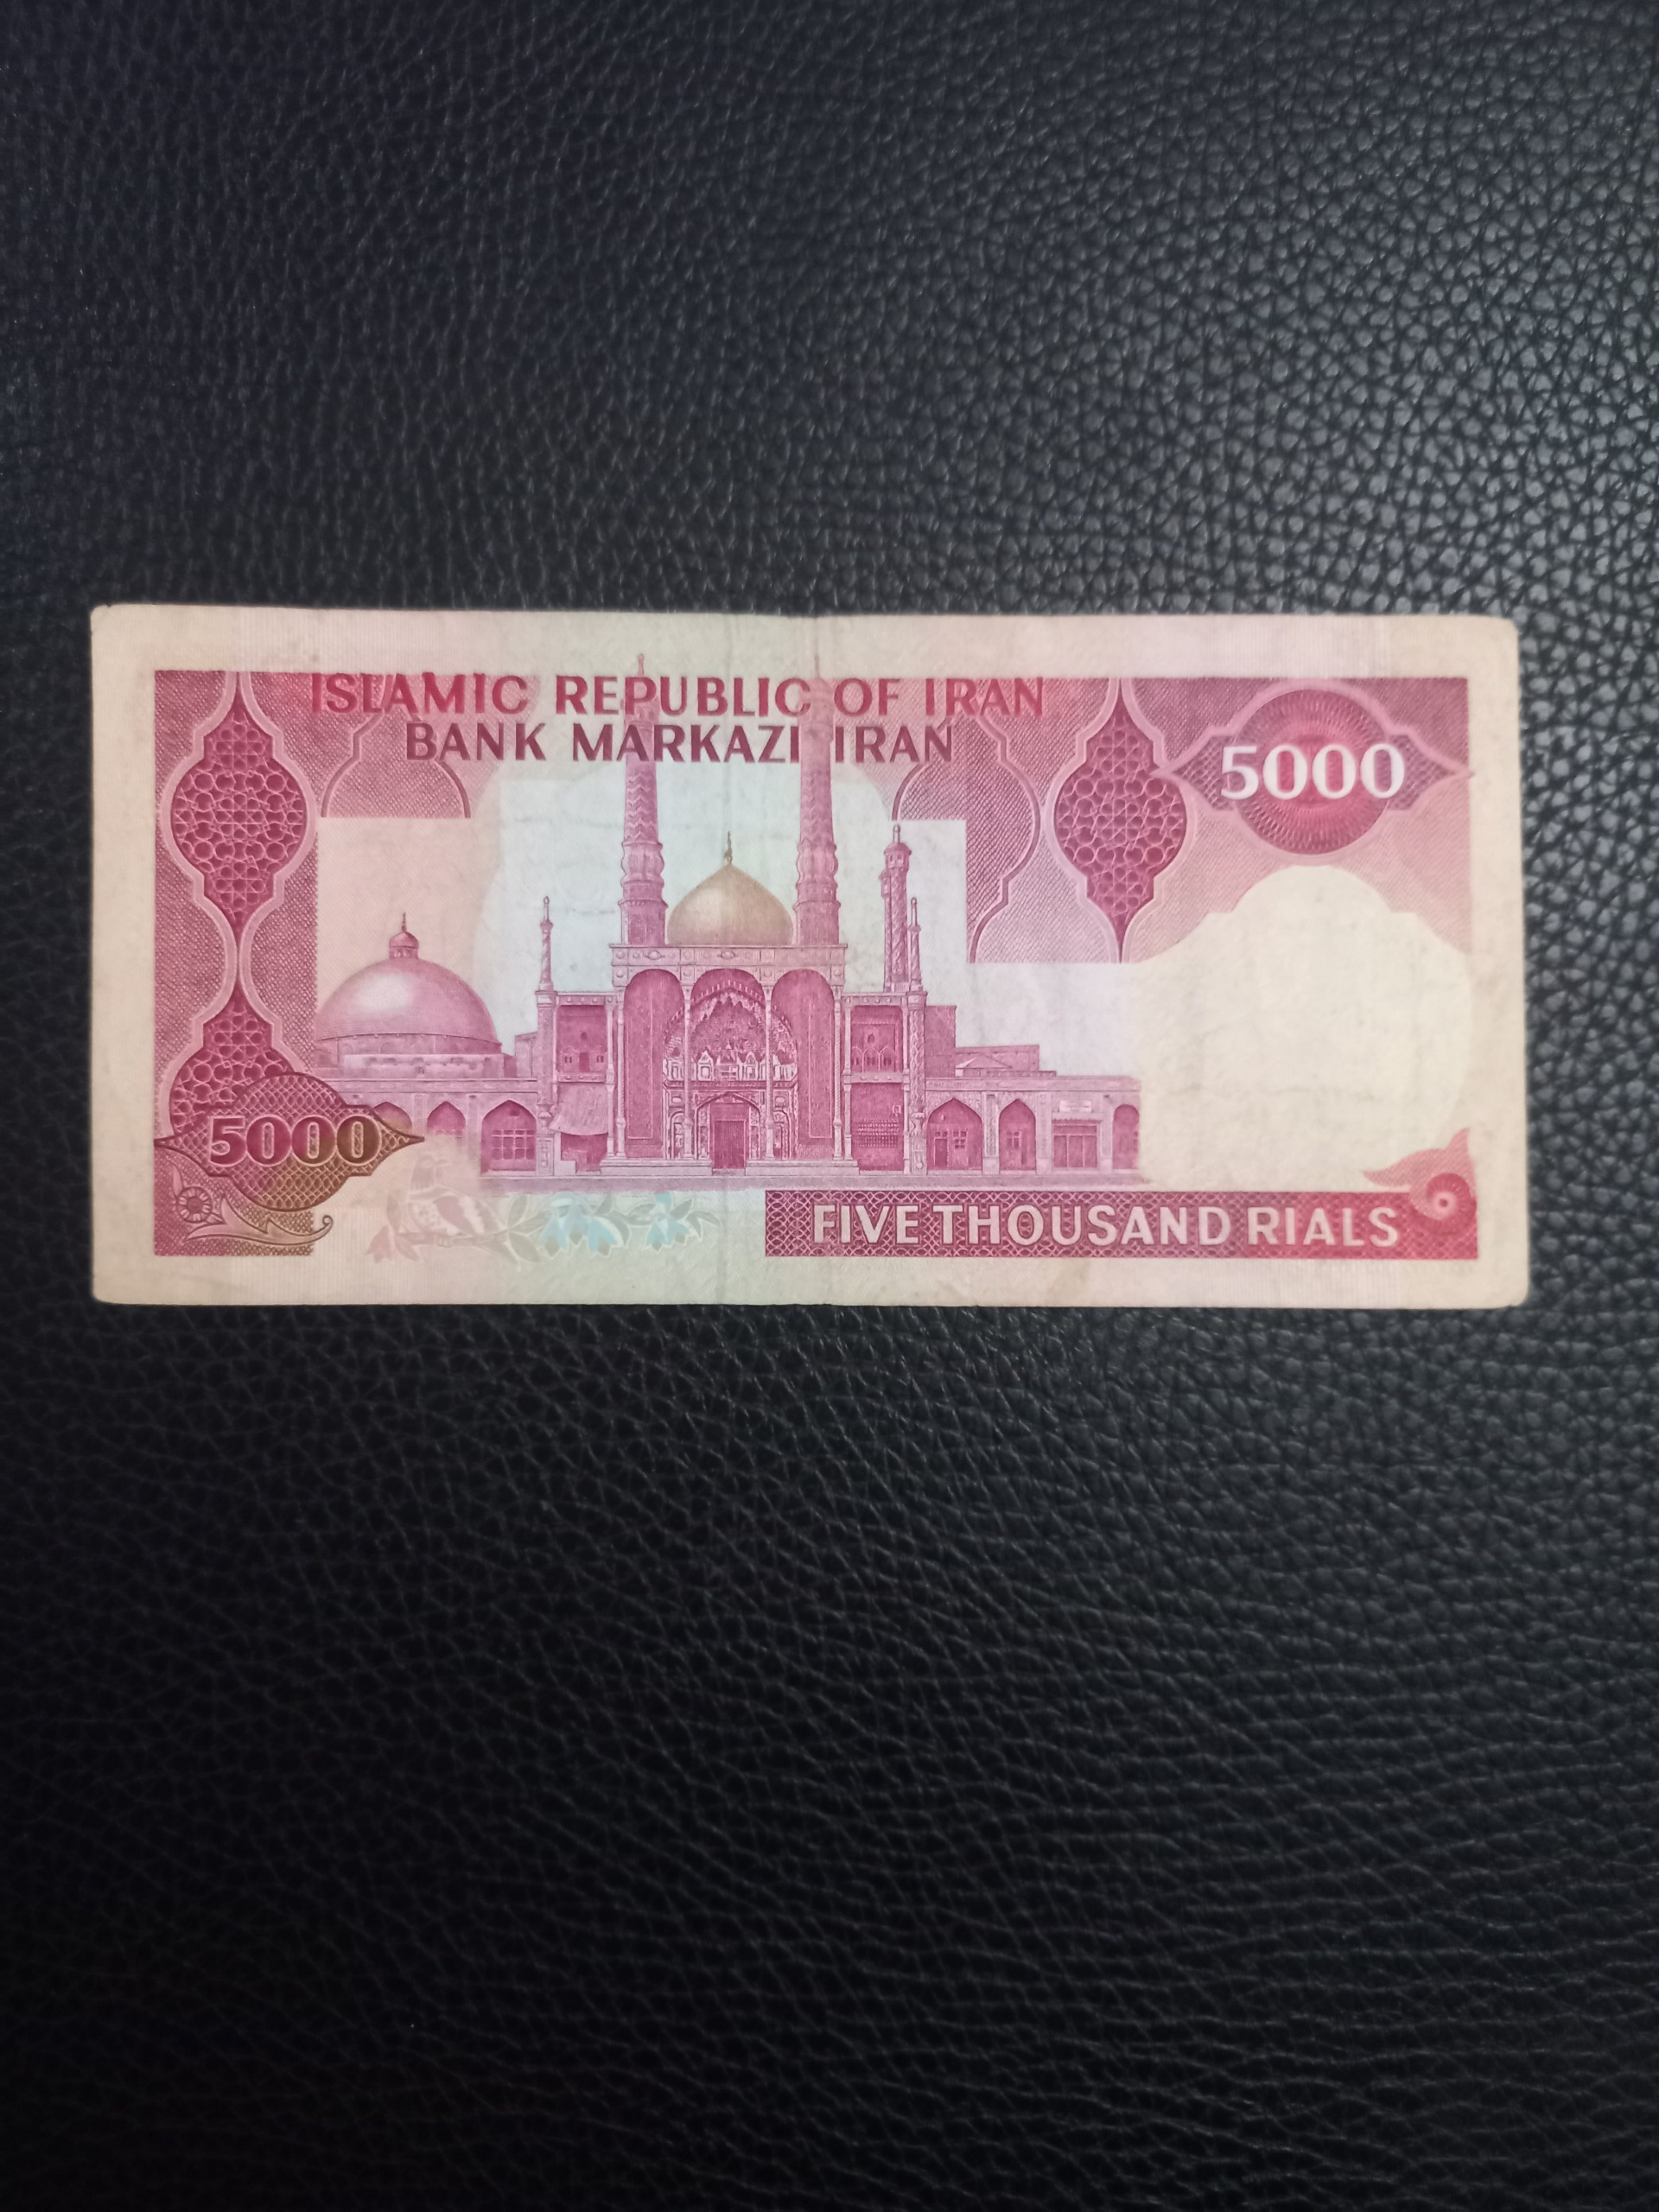 ISLAMIC REPUBLIC OF IRAN
BANK MARKAZI IRAN
5000
5000
FIVE THOUSAND RIALS